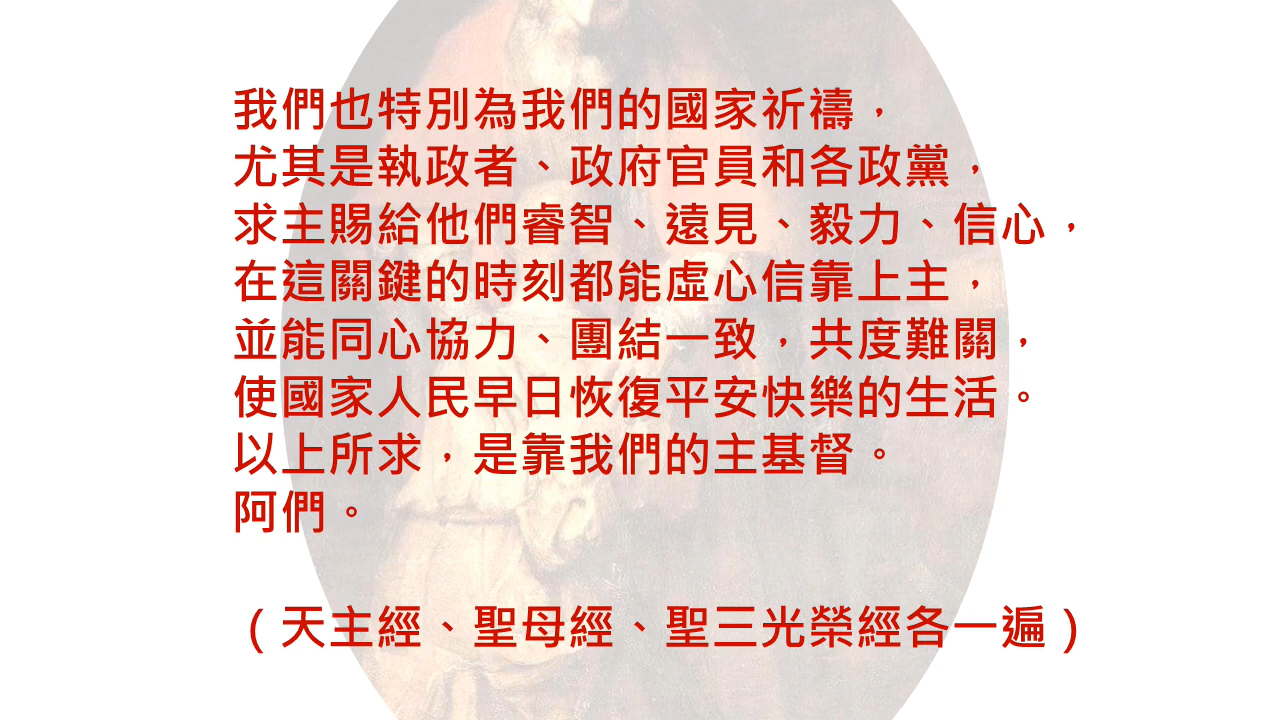 我們也特別為我們的國家祈禱，
尤其是執政者、政府官員和各政黨，
求主賜給他們睿智、遠見、毅力、信心，
在這關鍵的時刻都能虛心信靠上主，
並能同心協力、團結一致，共度難關，
使國家人民早日恢復平安快樂的生活。
以上所求，是靠我們的主基督。
阿們。
（天主經、聖母經、聖三光榮經各一遍）